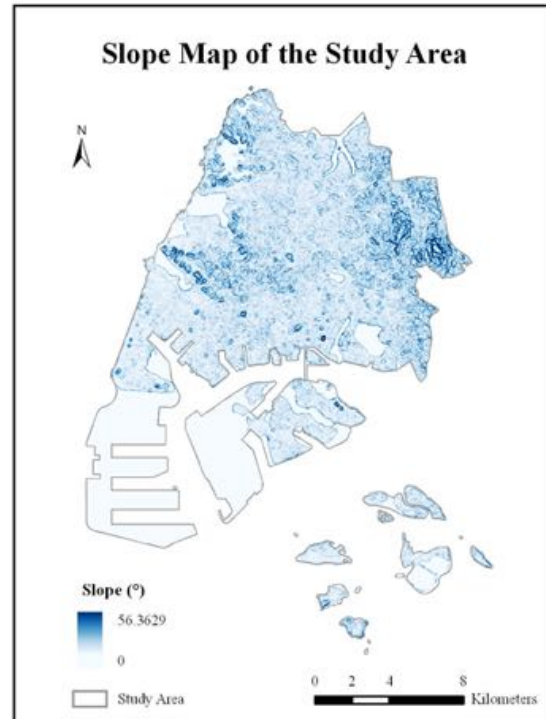 Slope Map of the Study Area
N
Slope (°)
56.3629
0
Study Area
0 2 4 8
Kilometers